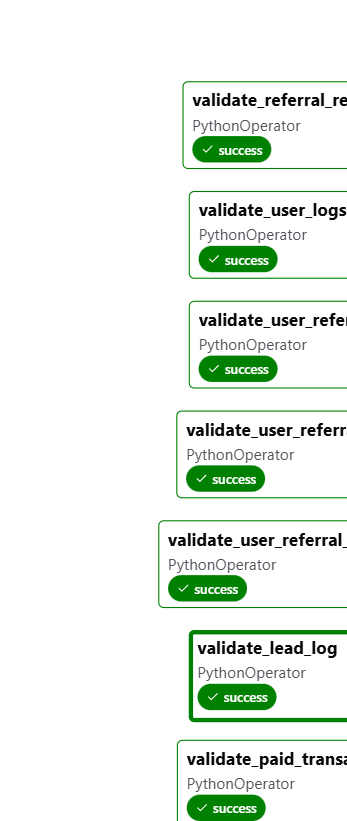 validate_referral_re
PythonOperator
success
validate_user_logs
PythonOperator
success
validate_user_refe
PythonOperator
success
validate_user_referr
PythonOperator
success
validate_user_referral_
PythonOperator
success
validate_lead_log
PythonOperator
success
validate_paid_transa
PythonOperator
success